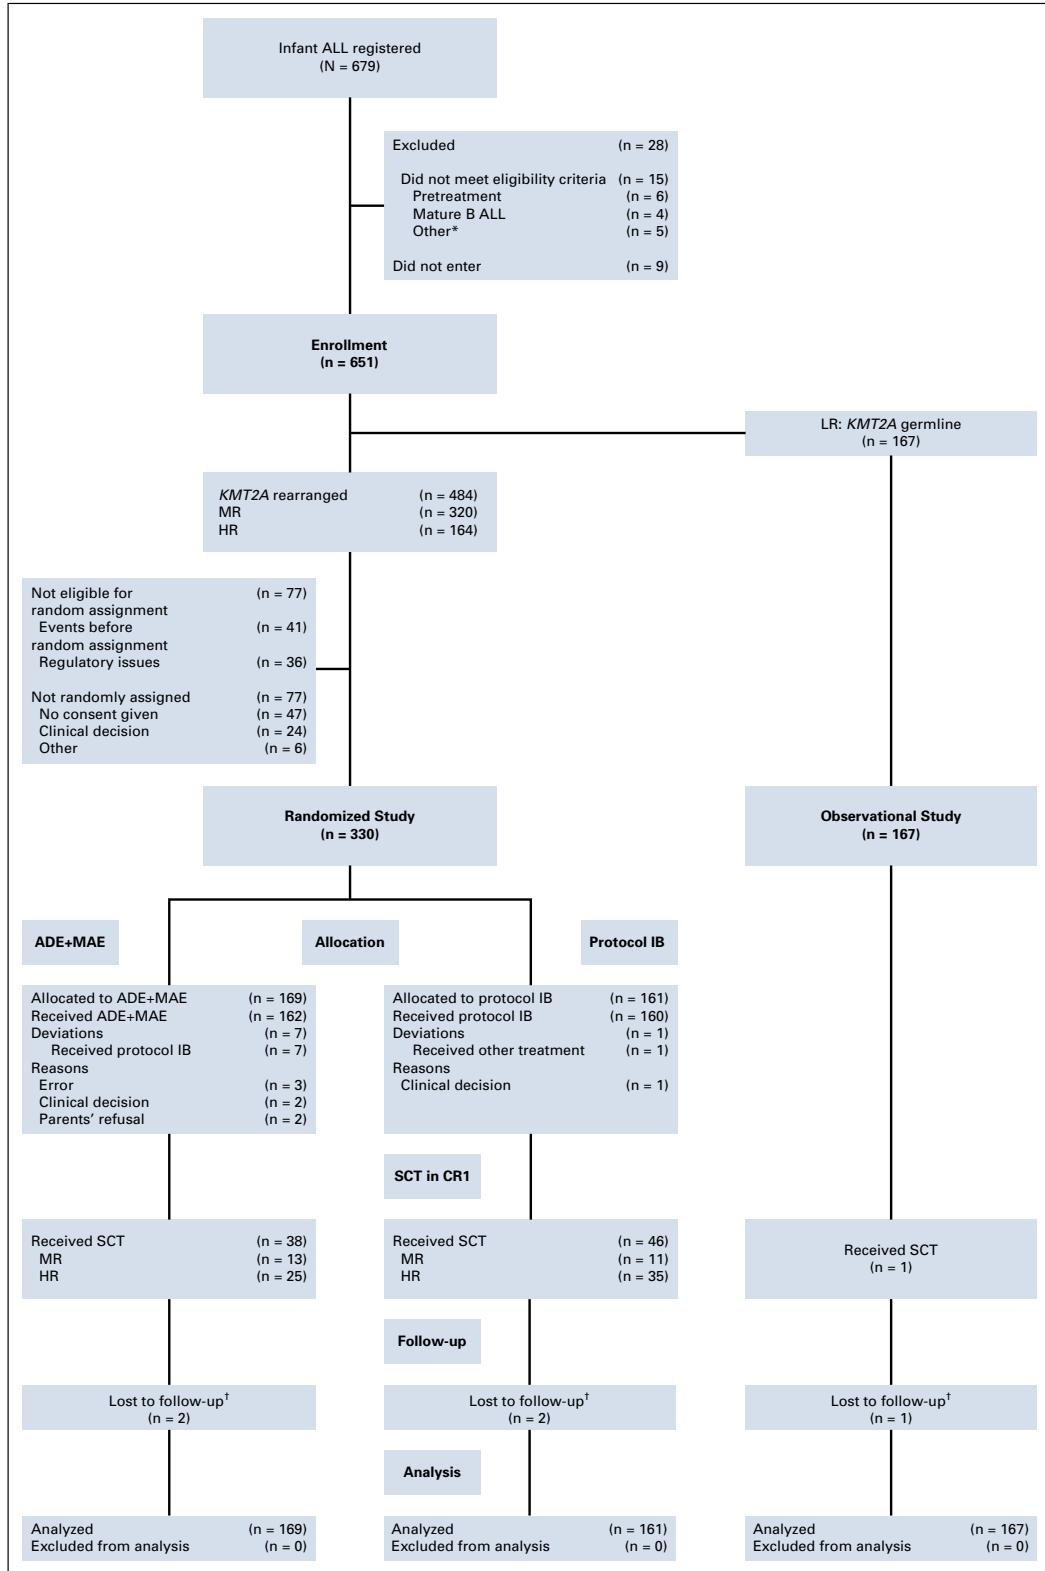 Infant ALL registered
(N = 679)
Excluded (n = 28)
Did not meet eligibility criteria (n = 15)
Pretreatment (n = 6)
Mature B ALL (n = 4)
Other* (n = 5)
Did not enter (n = 9)
Enrollment
(n = 651)
LR: KMT2A germline
(n = 167)
KMT2A rearranged (n = 484)
MR (n = 320)
HR (n = 164)
Not eligible for (n = 77)
random assignment
Events before (n = 41)
random assignment
Regulatory issues (n = 36)
Not randomly assigned (n = 77)
No consent given (n = 47)
Clinical decision (n = 24)
Other (n = 6)
Randomized Study
(n = 330)
Observational Study
(n = 167)
ADE+MAE
Allocation
Protocol IB
Allocated to ADE+MAE (n = 169)
Received ADE+MAE (n = 162)
Deviations (n = 7)
Received protocol IB (n = 7)
Reasons
Error (n = 3)
Clinical decision (n = 2)
Parents' refusal (n = 2)
Allocated to protocol IB (n = 161)
Received protocol IB (n = 160)
Deviations (n = 1)
Received other treatment (n = 1)
Reasons
Clinical decision (n = 1)
SCT in CR1
Received SCT (n = 38)
MR (n = 13)
HR (n = 25)
Received SCT (n = 46)
MR (n = 11)
HR (n = 35)
Received SCT
(n = 1)
Follow-up
Lost to follow-up†
(n = 2)
Lost to follow-up†
(n = 2)
Lost to follow-up†
(n = 1)
Analysis
Analyzed (n = 169)
Excluded from analysis (n = 0)
Analyzed (n = 161)
Excluded from analysis (n = 0)
Analyzed (n = 167)
Excluded from analysis (n = 0)